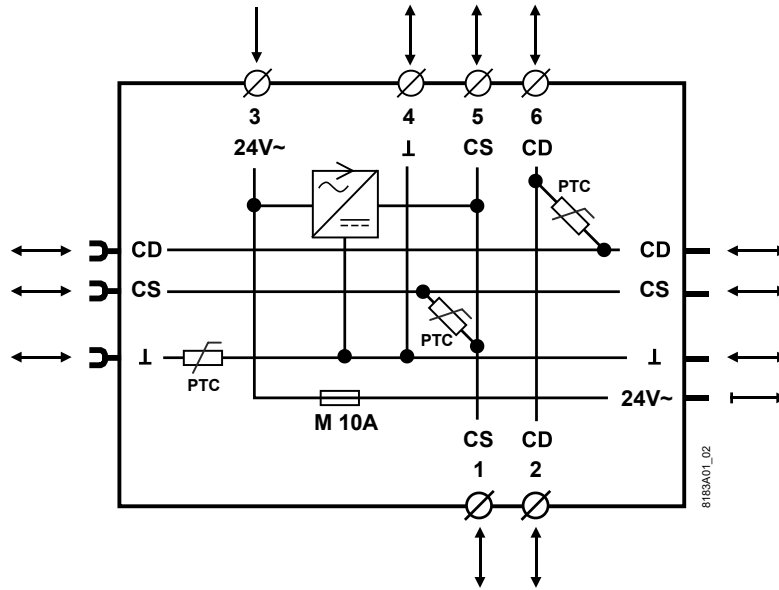 3 4 5 6
24V~ ⊥ CS CD
PTC
CD CD
CS CS
PTC
⊥ ⊥
PTC
24V~
M 10A
CS CD
1 2
8183A01_02